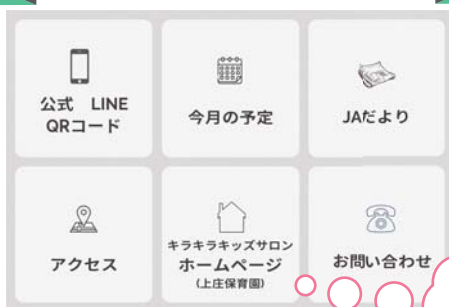 公式　LINE
QRコード
今月の予定
JAだより
アクセス
キラキラキッズサロン
ホームページ
(上庄保育園)
お問い合わせ